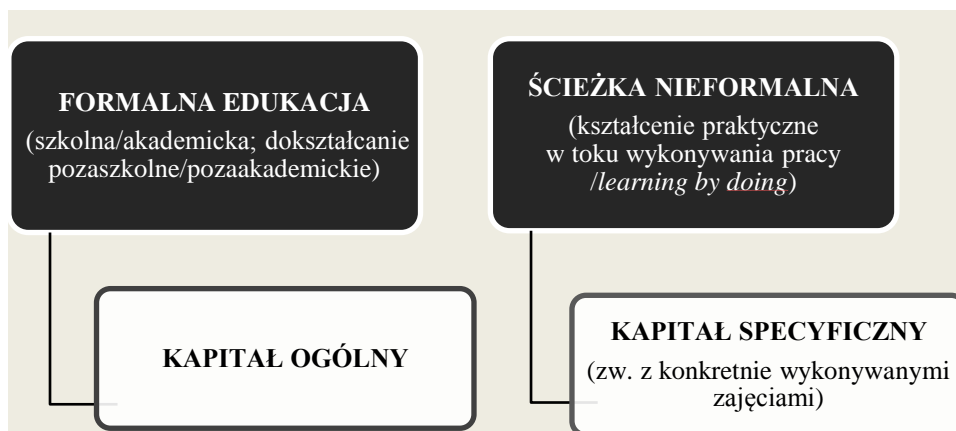 FORMALNA EDUKACJA
(szkolna/akademicka; dokształcanie
pozaszkolne/pozaakademickie)
KAPITAŁ OGÓLNY
ŚCIEŻKA NIEFORMALNA
(kształcenie praktyczne
w toku wykonywania pracy
/learning by doing)
KAPITAŁ SPECYFICZNY
(zw. z konkretnie wykonywanymi
zajęciami)